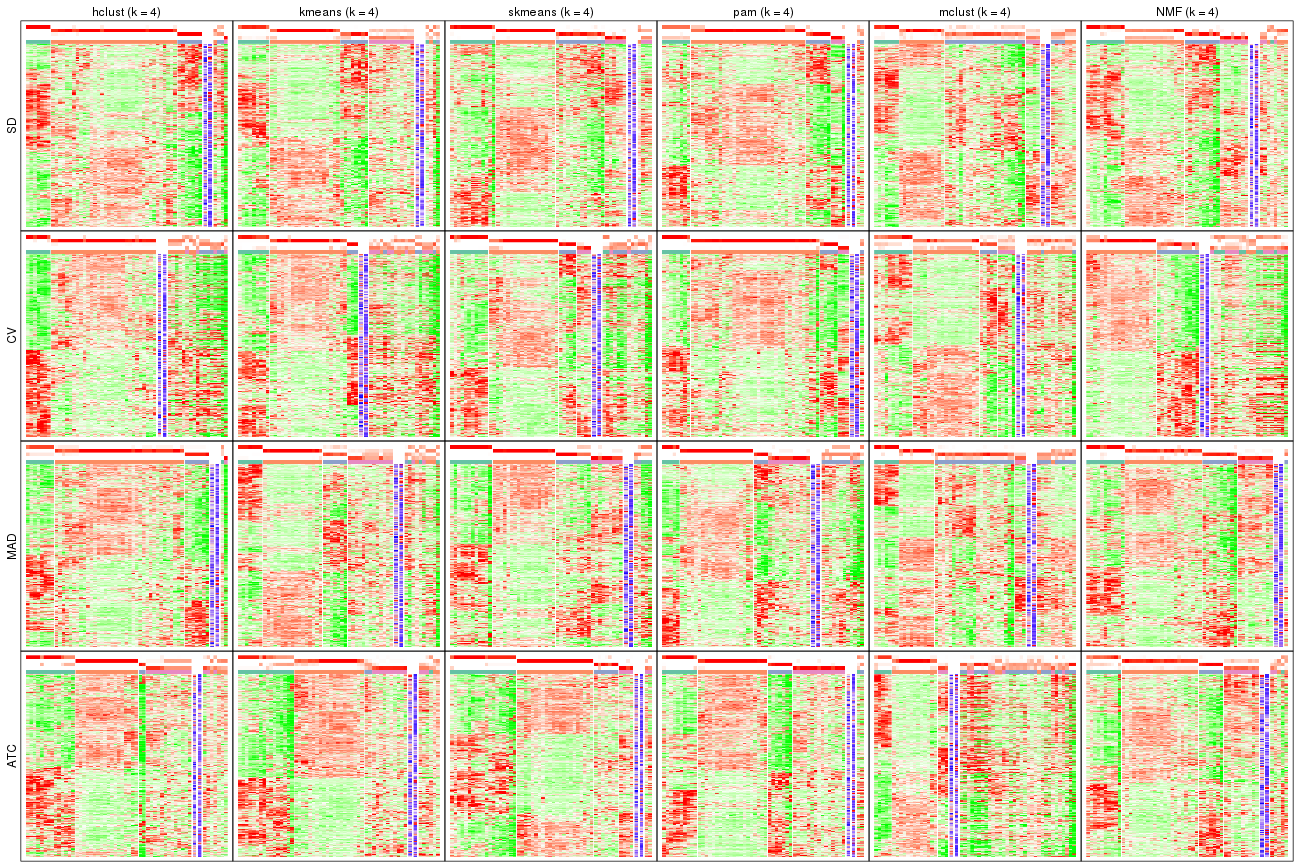 hclust (k = 4) kmeans (k = 4) skmeans (k = 4) pam (k = 4) mclust (k = 4) NMF (k = 4)
SD
CV
MAD
ATC